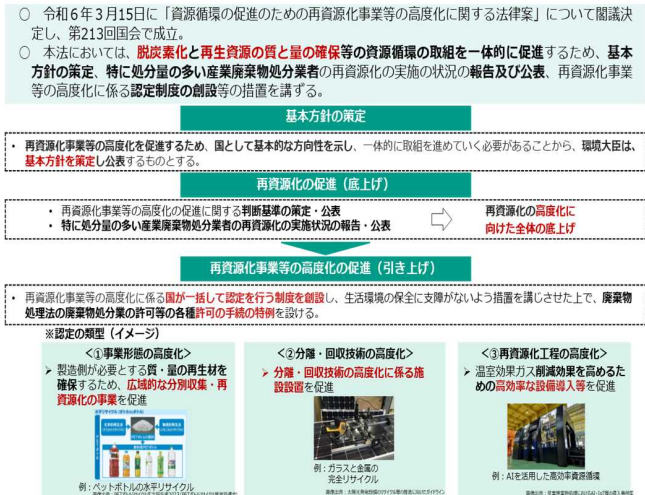 ○ 令和６年３月15日に「資源循環の促進のための再資源化事業等の高度化に関する法律案」について閣議決
定し、第213回国会で成立。
○ 本法においては、脱炭素化と再生資源の質と量の確保等の資源循環の取組を一体的に促進するため、基本
方針の策定、特に処分量の多い産業廃棄物処分業者の再資源化の実施の状況の報告及び公表、再資源化事業
等の高度化に係る認定制度の創設等の措置を講ずる。
基本方針の策定
・ 再資源化事業等の高度化を促進するため、国として基本的な方向性を示し、一体的に取組を進めていく必要があることから、環境大臣は、
基本方針を策定し公表するものとする。
再資源化の促進（底上げ）
・ 再資源化事業等の高度化の促進に関する判断基準の策定・公表
・ 特に処分量の多い産業廃棄物処分業者の再資源化の実施状況の報告・公表
再資源化の高度化に
向けた全体の底上げ
再資源化事業等の高度化の促進（引き上げ）
・ 再資源化事業等の高度化に係る国が一括して認定を行う制度を創設し、生活環境の保全に支障がないよう措置を講じさせた上で、廃棄物
処理法の廃棄物処分業の許可等の各種許可の手続の特例を設ける。
※認定の類型（イメージ）
＜①事業形態の高度化＞
➢ 製造側が必要とする質・量の再生材を
確保するため、広域的な分別収集・再
資源化の事業を促進
例：ペットボトルの水平リサイクル
＜②分離・回収技術の高度化＞
➢ 分離・回収技術の高度化に係る施
設設置を促進
例：ガラスと金属の
完全リサイクル
＜③再資源化工程の高度化＞
➢ 温室効果ガス削減効果を高めるた
めの高効率な設備導入等を促進
例：AIを活用した高効率資源循環